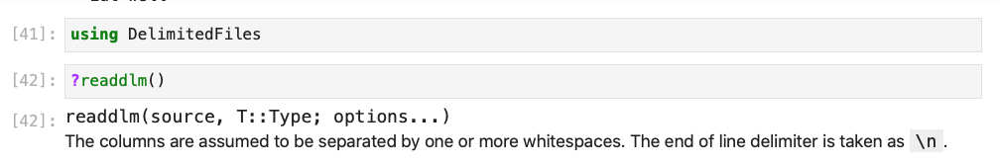 [41]: using DelimitedFiles
[42]: ?readdlm()
[42]: readdlm(source, T::Type; options...)
The columns are assumed to be separated by one or more whitespaces. The end of line delimiter is taken as \n .